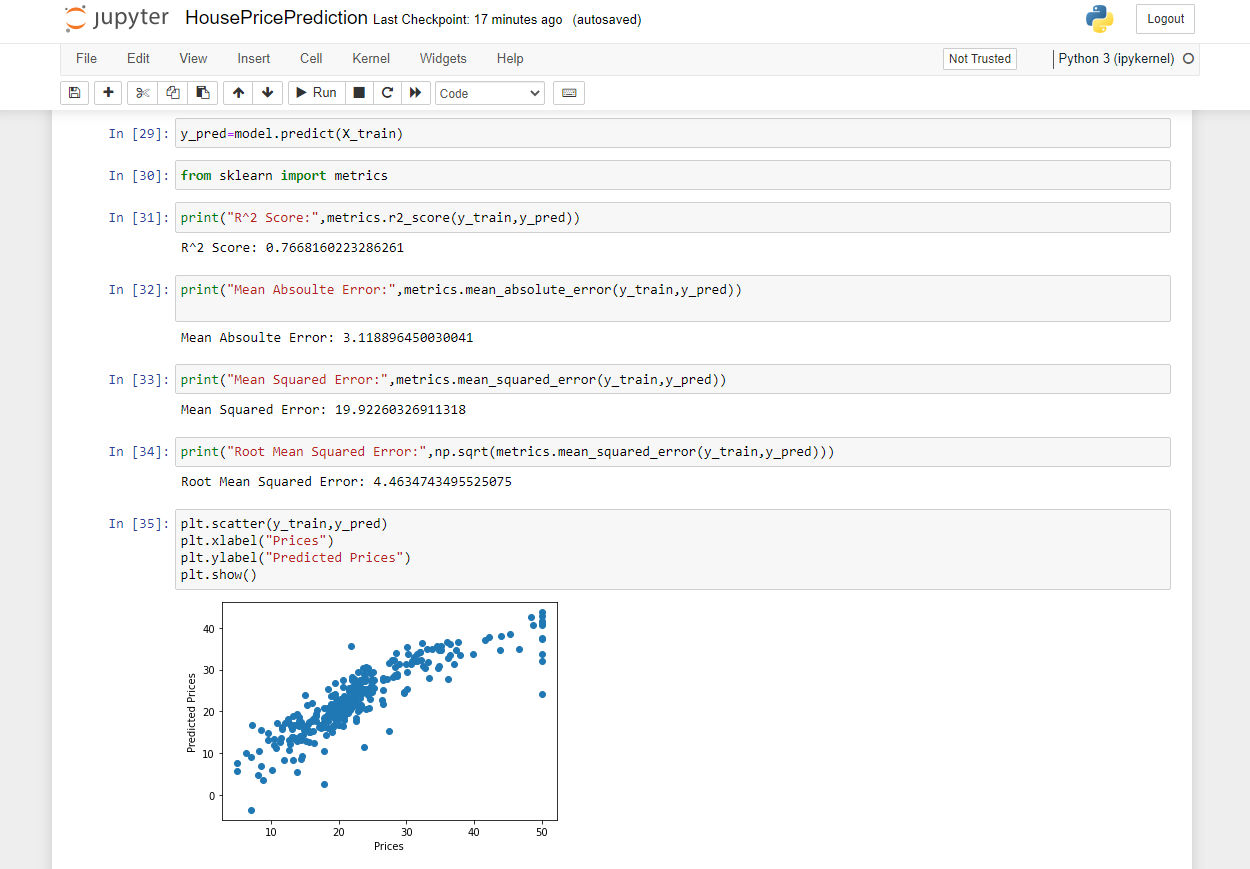 jupyter HousePricePrediction Last Checkpoint: 17 minutes ago (autosaved) Logout
File Edit View Insert Cell Kernel Widgets Help Not Trusted Python 3 (ipykernel)
Run Code
In [29]: y_pred=model.predict(X_train)
In [30]: from sklearn import metrics
In [31]: print("R^2 Score:",metrics.r2_score(y_train,y_pred))
R^2 Score: 0.7668160223286261
In [32]: print("Mean Absoulte Error:",metrics.mean_absolute_error(y_train,y_pred))
Mean Absoulte Error: 3.118896450030041
In [33]: print("Mean Squared Error:",metrics.mean_squared_error(y_train,y_pred))
Mean Squared Error: 19.92260326911318
In [34]: print("Root Mean Squared Error:",np.sqrt(metrics.mean_squared_error(y_train,y_pred)))
Root Mean Squared Error: 4.4634743495525075
In [35]: plt.scatter(y_train,y_pred)
plt.xlabel("Prices")
plt.ylabel("Predicted Prices")
plt.show()
40
30
20
10
0
Predicted Prices
10 20 30 40 50
Prices